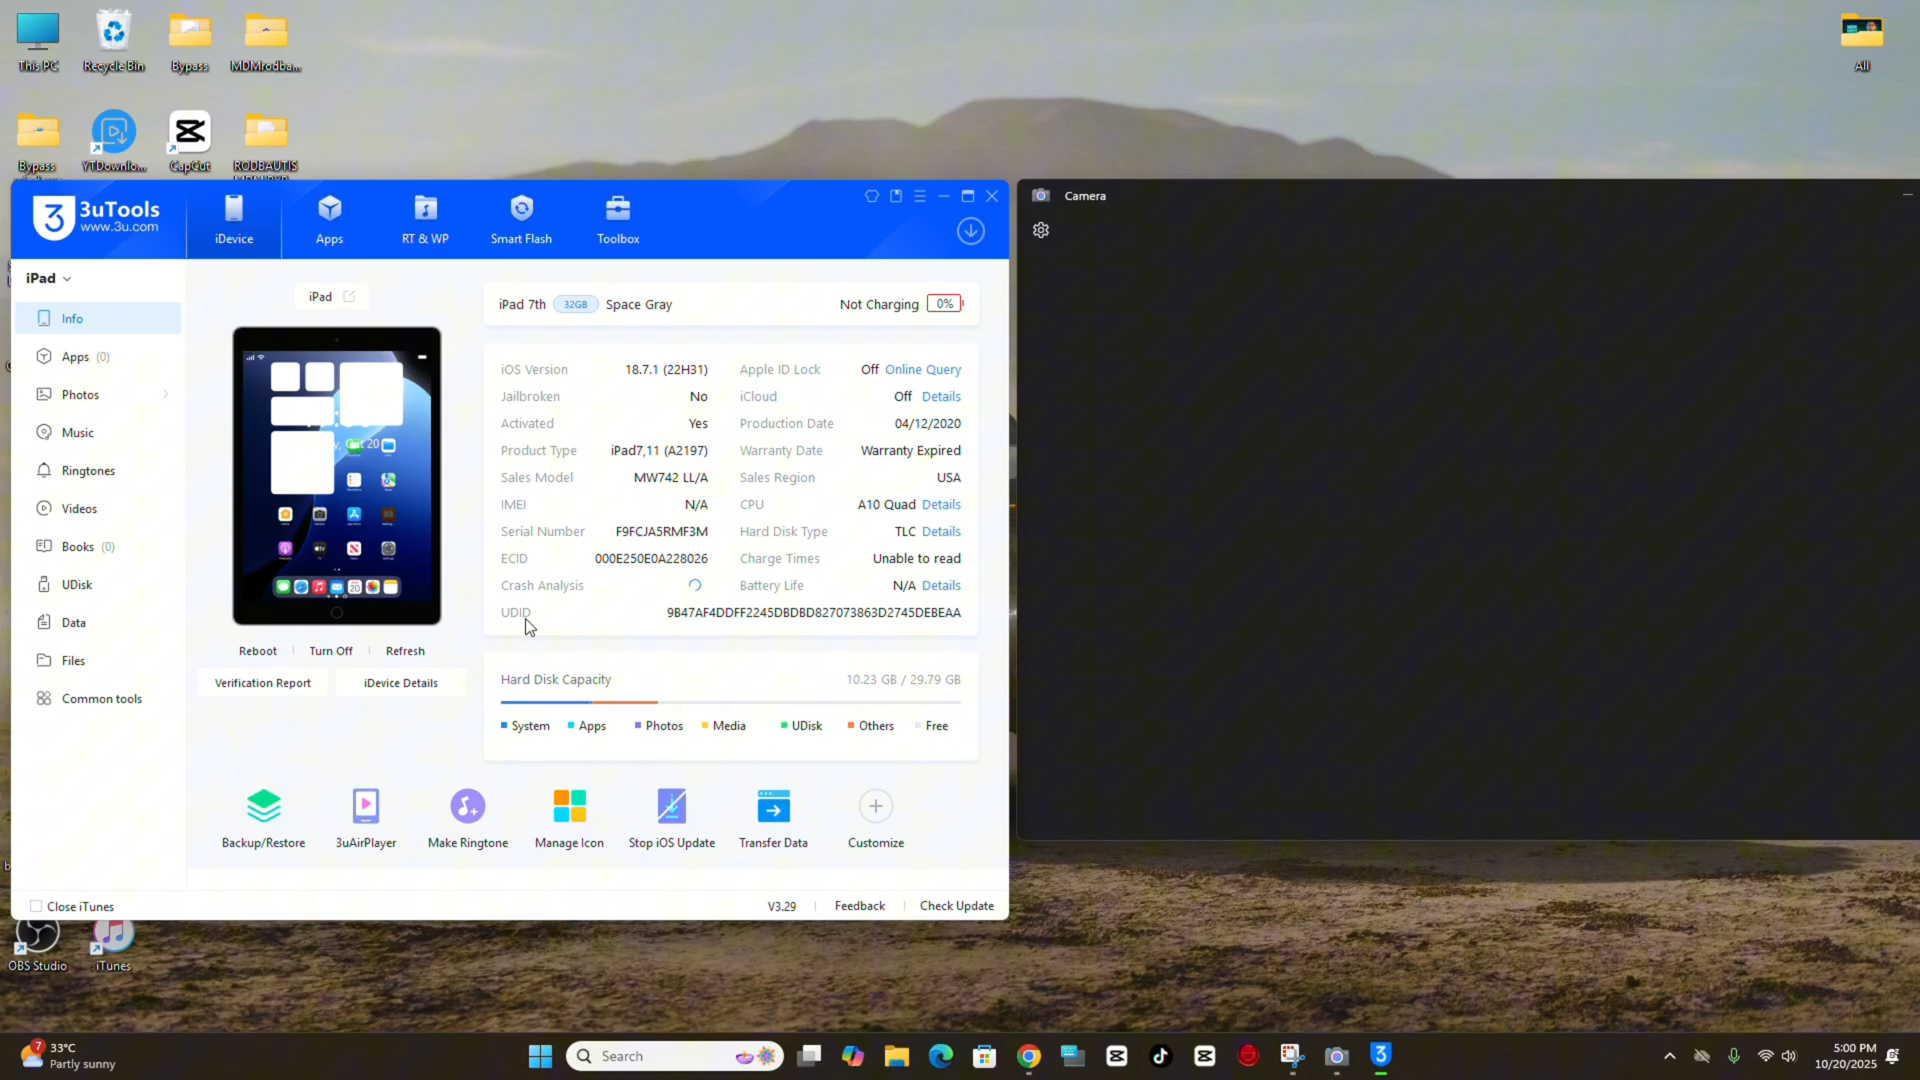 This PC
Recycle Bin
Bypass
MDMrodba...
All
Bypass
YTDownlo...
CapCut
RODBAUTIS
3uTools
www.3u.com
iDevice
Apps
RT & WP
Smart Flash
Toolbox
Camera
iPad
Info
Apps (0)
Photos
Music
Ringtones
Videos
Books (0)
UDisk
Data
Files
Common tools
iPad
iPad 7th 32GB Space Gray
Not Charging 0%
iOS Version 18.7.1 (22H31)
Apple ID Lock Off Online Query
Jailbroken No
iCloud Off Details
Activated Yes
Production Date 04/12/2020
Product Type iPad7,11 (A2197)
Warranty Date Warranty Expired
Sales Model MW742 LL/A
Sales Region USA
IMEI N/A
CPU A10 Quad Details
Serial Number F9FCJA5RMF3M
Hard Disk Type TLC Details
ECID 000E250E0A228026
Charge Times Unable to read
Crash Analysis
Battery Life N/A Details
UDID 9B47AF4DDFF2245DBDBD827073863D2745DEBEAA
Reboot
Turn Off
Refresh
Verification Report
iDevice Details
Hard Disk Capacity 10.23 GB / 29.79 GB
System
Apps
Photos
Media
UDisk
Others
Free
Backup/Restore
3uAirPlayer
Make Ringtone
Manage Icon
Stop iOS Update
Transfer Data
Customize
Close iTunes
V3.29
Feedback
Check Update
OBS Studio
iTunes
7
33°C
Partly sunny
Search
5:00 PM
10/20/2025